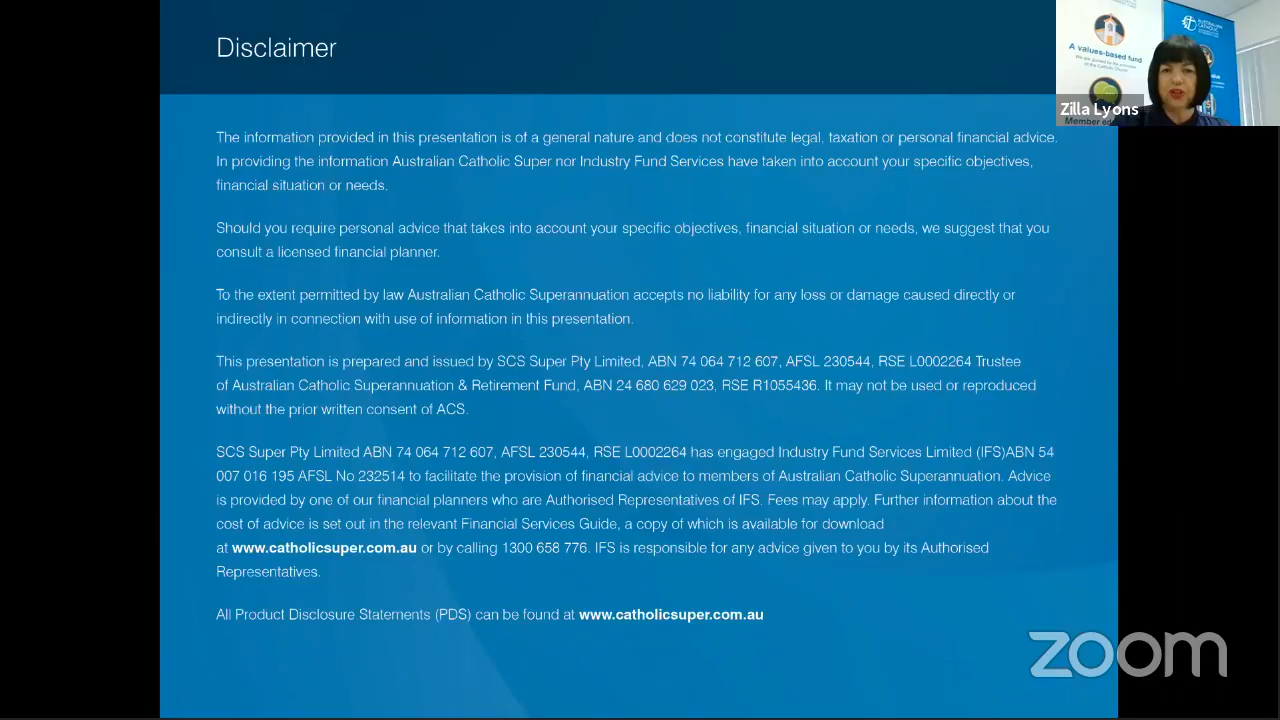 Disclaimer
The information provided in this presentation is of a general nature and does not constitute legal, taxation or personal financial advice.
In providing the information Australian Catholic Super nor Industry Fund Services have taken into account your specific objectives,
financial situation or needs.
Should you require personal advice that takes into account your specific objectives, financial situation or needs, we suggest that you
consult a licensed financial planner.
To the extent permitted by law Australian Catholic Superannuation accepts no liability for any loss or damage caused directly or
indirectly in connection with use of information in this presentation.
This presentation is prepared and issued by SCS Super Pty Limited, ABN 74 064 712 607, AFSL 230544, RSE L0002264 Trustee
of Australian Catholic Superannuation & Retirement Fund, ABN 24 680 629 023, RSE R1055436. It may not be used or reproduced
without the prior written consent of ACS.
SCS Super Pty Limited ABN 74 064 712 607, AFSL 230544, RSE L0002264 has engaged Industry Fund Services Limited (IFS)ABN 54
007 016 195 AFSL No 232514 to facilitate the provision of financial advice to members of Australian Catholic Superannuation. Advice
is provided by one of our financial planners who are Authorised Representatives of IFS. Fees may apply. Further information about the
cost of advice is set out in the relevant Financial Services Guide, a copy of which is available for download
at www.catholicsuper.com.au or by calling 1300 658 776. IFS is responsible for any advice given to you by its Authorised
Representatives.
All Product Disclosure Statements (PDS) can be found at www.catholicsuper.com.au
A values-based fund
AUSTRALIAN
CATHOLIC
Zilla Lyons
Member
zoom